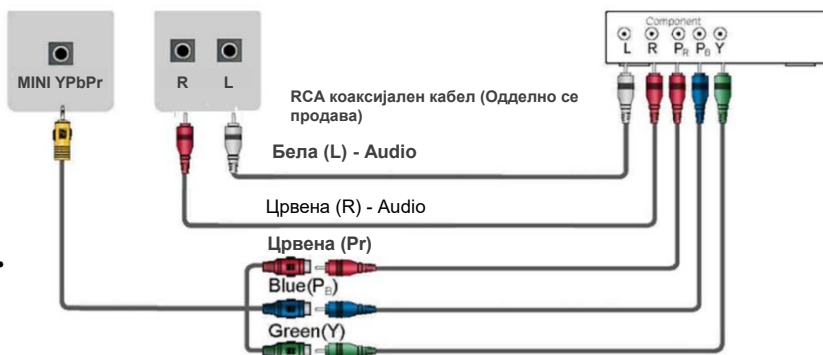 Component
L R PR PB Y
MINI YPbPr
R L
RCA коаксијален кабел (Одделно се
продава)
Бела (L) - Audio
Црвена (R) - Audio
Црвена (Pr)
Blue(PB)
Green(Y)